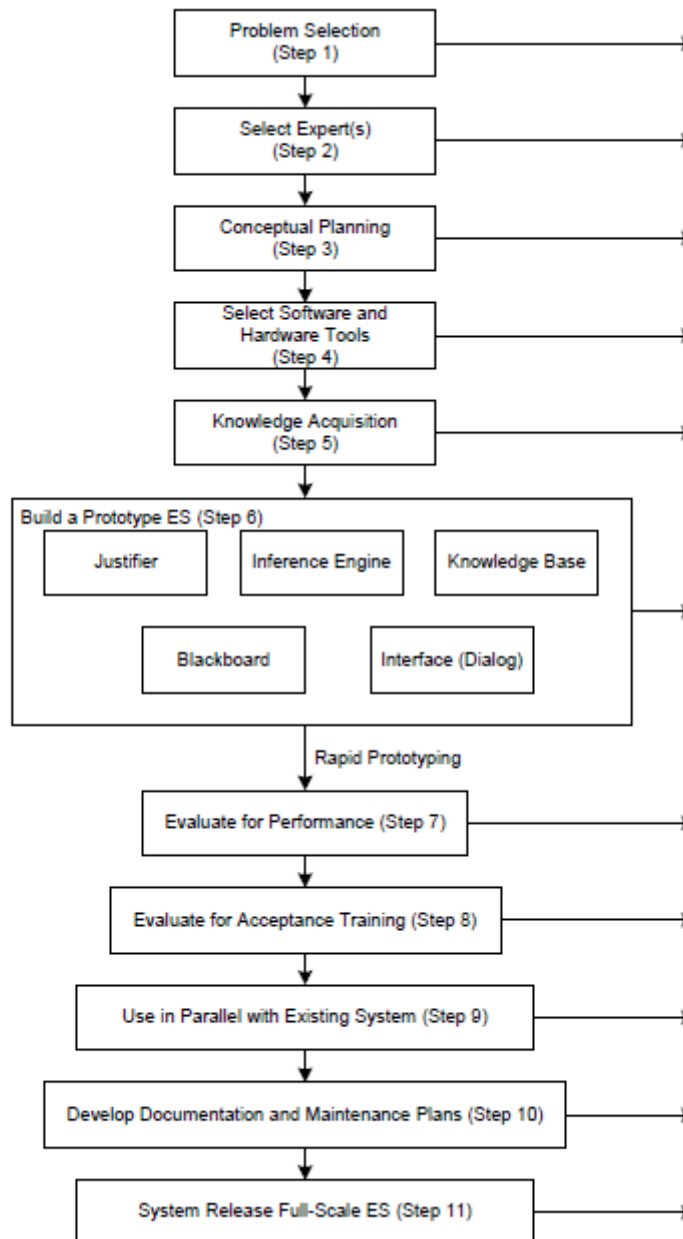 Problem Selection
(Step 1)
Select Expert(s)
(Step 2)
Conceptual Planning
(Step 3)
Select Software and
Hardware Tools
(Step 4)
Knowledge Acquisition
(Step 5)
Build a Prototype ES (Step 6)
Justifier
Inference Engine
Knowledge Base
Blackboard
Interface (Dialog)
Rapid Prototyping
Evaluate for Performance (Step 7)
Evaluate for Acceptance Training (Step 8)
Use in Parallel with Existing System (Step 9)
Develop Documentation and Maintenance Plans (Step 10)
System Release Full-Scale ES (Step 11)